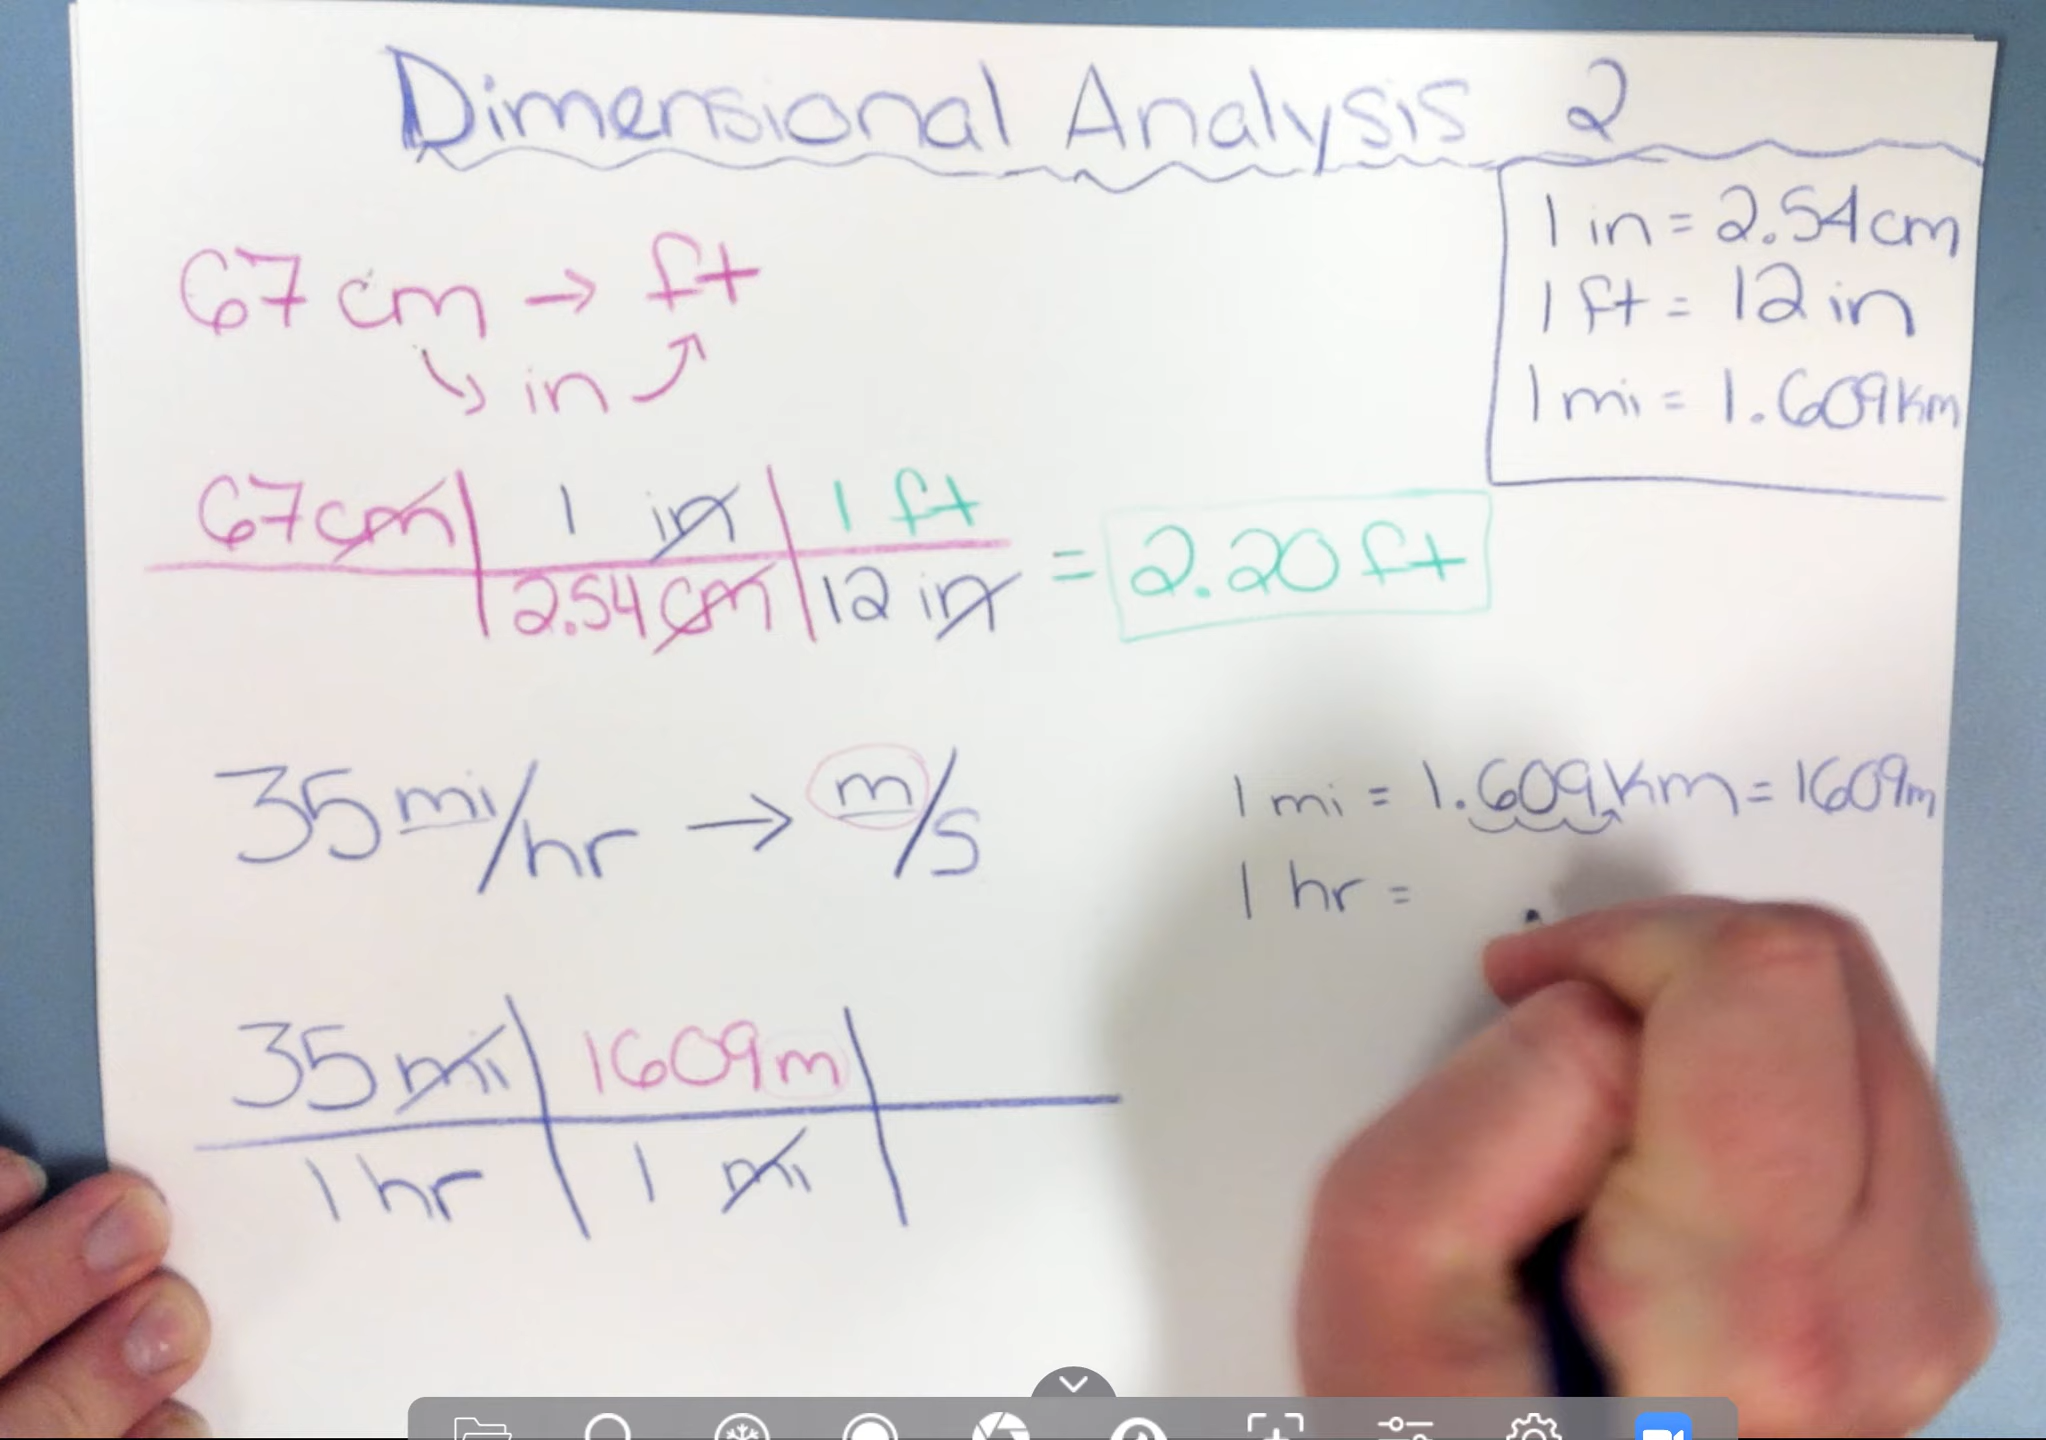 Dimensional Analysis 2
1 in = 2.54 cm
1 ft = 12 in
1 mi = 1.609 km
67 cm → ft
in
67 cm | 1 in | 1 ft
2.54 cm | 12 in
= 2.20 ft
35 mi/hr → m/s
1 mi = 1.609 km = 1609 m
1 hr =
35 mi | 1609 m
1 hr | 1 mi